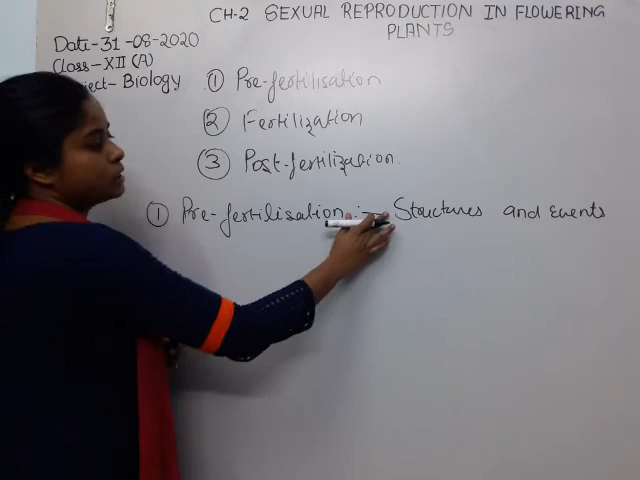 CH-2 SEXUAL REPRODUCTION IN FLOWERING
PLANTS
Date-31-08-2020
Class-XII (A)
ject- Biology
① Pre-fertilisation
② Fertilization
③ Post-fertilization.
① Pre-fertilisation :- Structures and Events